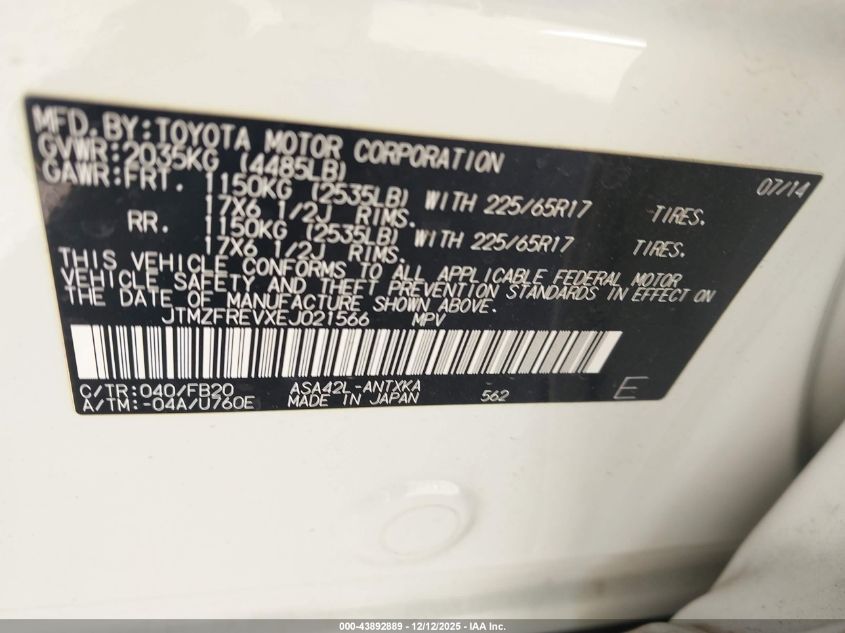 MFD. BY: TOYOTA MOTOR CORPORATION 07/14
GVWR: 2035KG (4485LB)
GAWR: FRT. 1150KG (2535LB) WITH 225/65R17 TIRES.
17X6 1/2J RIMS.
RR. 1150KG (2535LB) WITH 225/65R17 TIRES.
17X6 1/2J RIMS.
THIS VEHICLE CONFORMS TO ALL APPLICABLE FEDERAL MOTOR
VEHICLE SAFETY AND THEFT PREVENTION STANDARDS IN EFFECT ON
THE DATE OF MANUFACTURE SHOWN ABOVE.
JTMZFREVXEJ021566 MPV
C/TR: 040/FB20 ASA42L-ANTXKA
A/TM: -04A/U760E MADE IN JAPAN 562 E
000-43892889 - 12/12/2025 - IAA Inc.